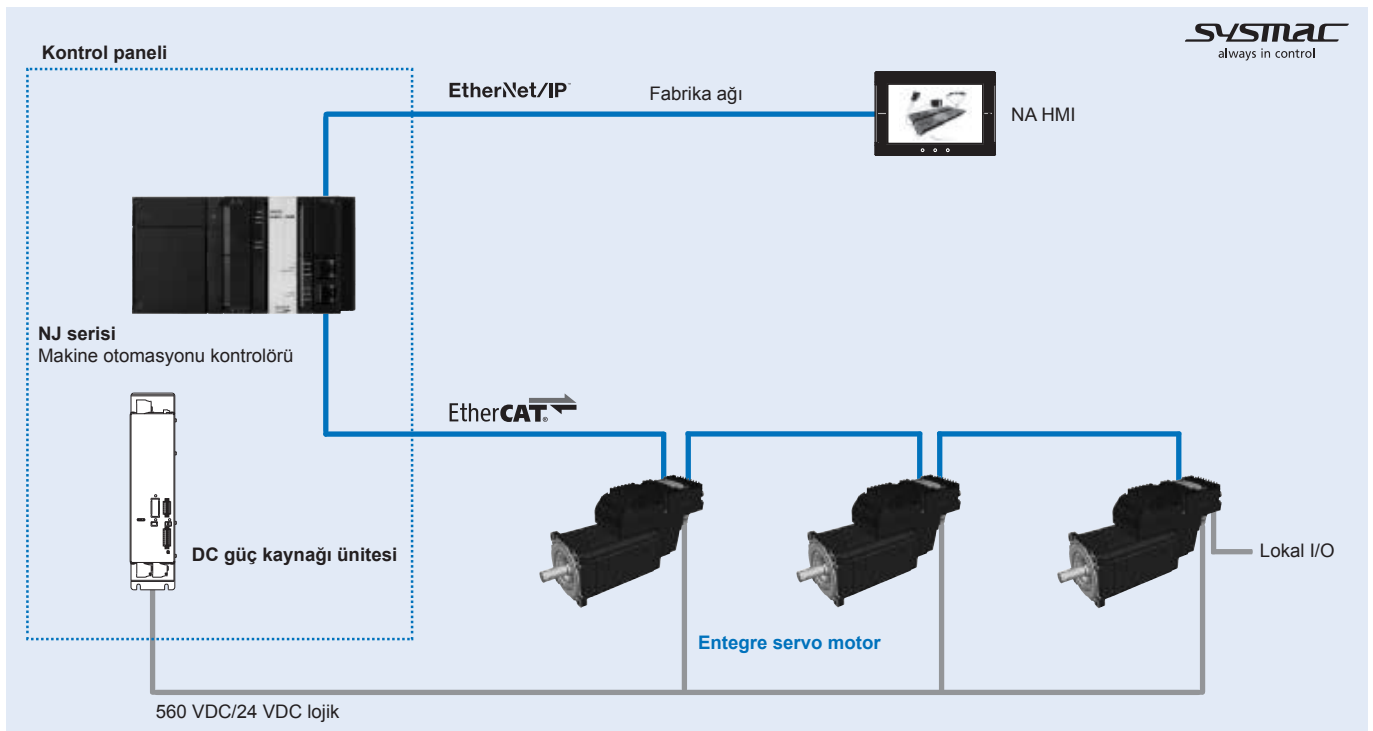 sysmac
always in control
Kontrol paneli
EtherNet/IP
Fabrika ağı
NA HMI
NJ serisi
Makine otomasyonu kontrolörü
EtherCAT®
DC güç kaynağı ünitesi
Lokal I/O
Entegre servo motor
560 VDC/24 VDC lojik